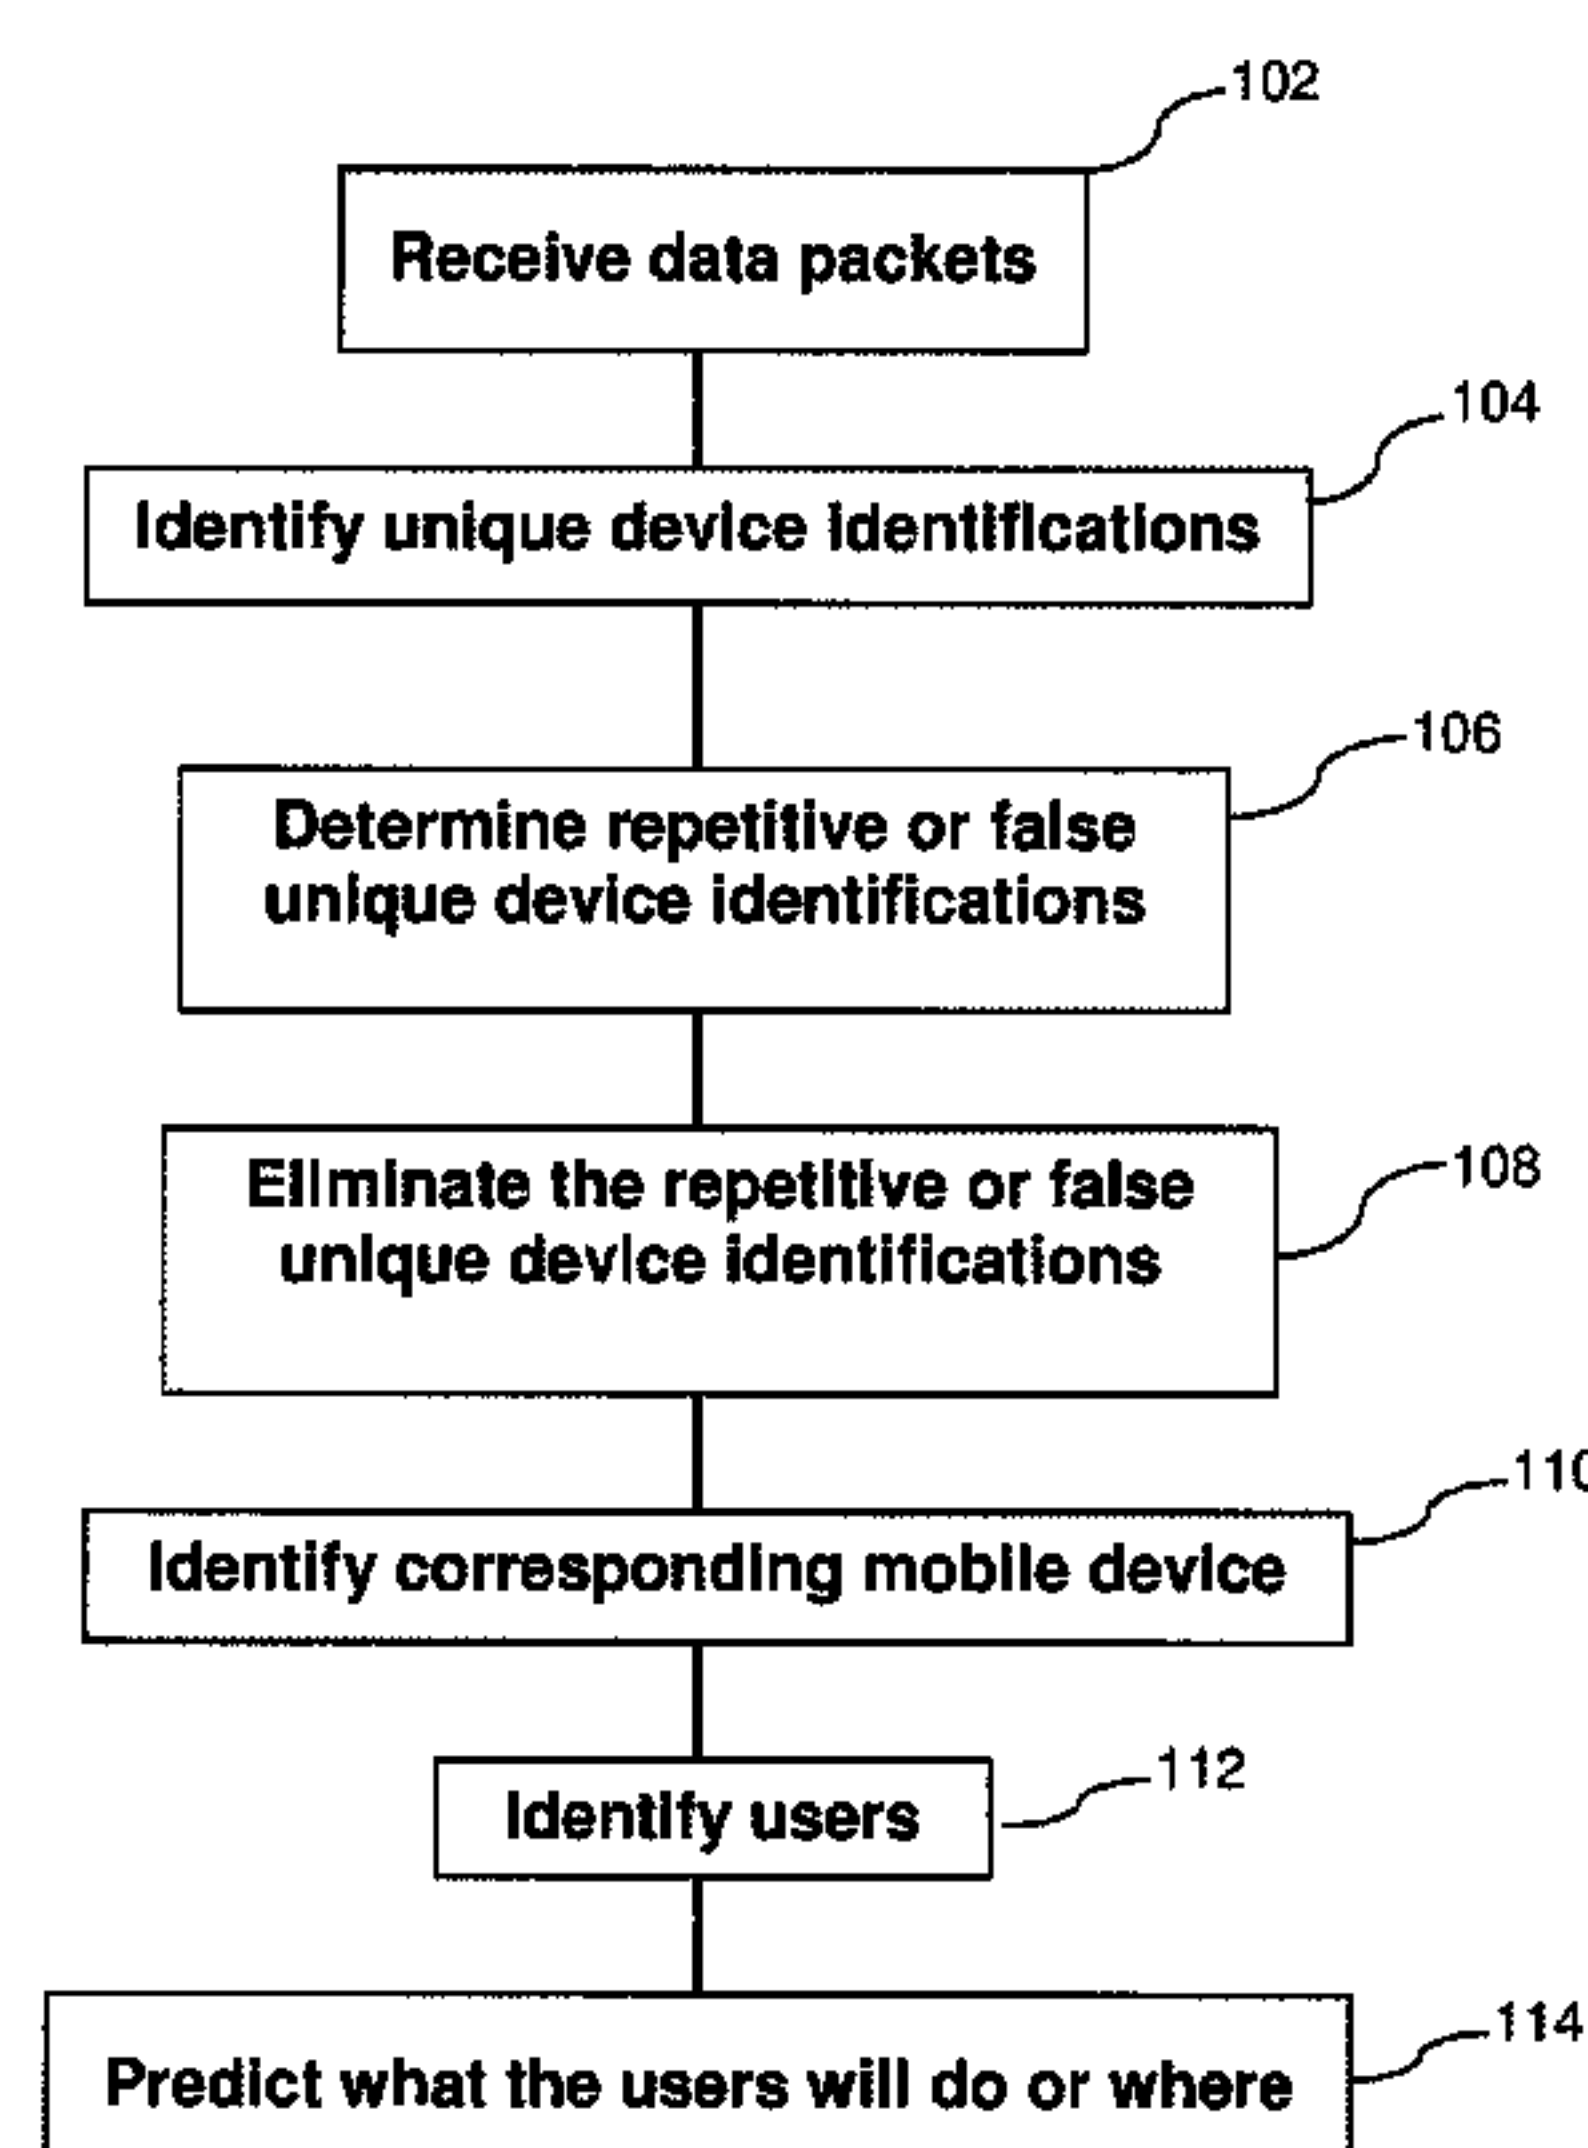 102
Receive data packets
104
Identify unique device identifications
106
Determine repetitive or false
unique device identifications
108
Eliminate the repetitive or false
unique device identifications
110
Identify corresponding mobile device
112
Identify users
114
Predict what the users will do or where